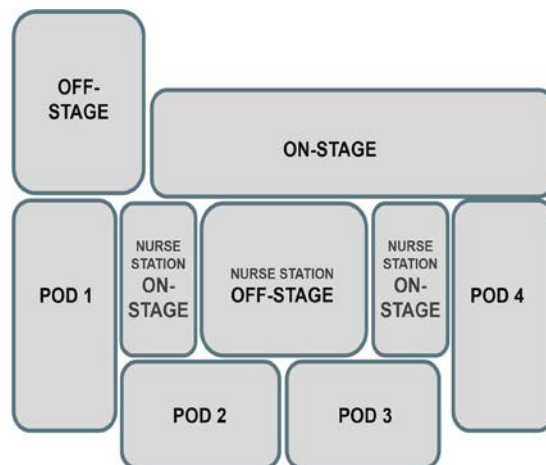 OFF-
STAGE
ON-STAGE
POD 1
NURSE
STATION
ON-
STAGE
NURSE STATION
OFF-STAGE
NURSE
STATION
ON-
STAGE
POD 4
POD 2
POD 3